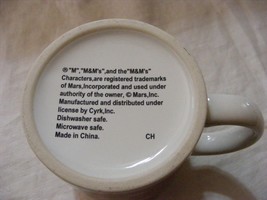 ® "M", "M&M's", and the "M&M's"
Characters, are registered trademarks
of Mars, Incorporated and used under
authority of the owner, © Mars, Inc.
Manufactured and distributed under
license by Cyrk, Inc.
Dishwasher safe.
Microwave safe.
Made in China. CH